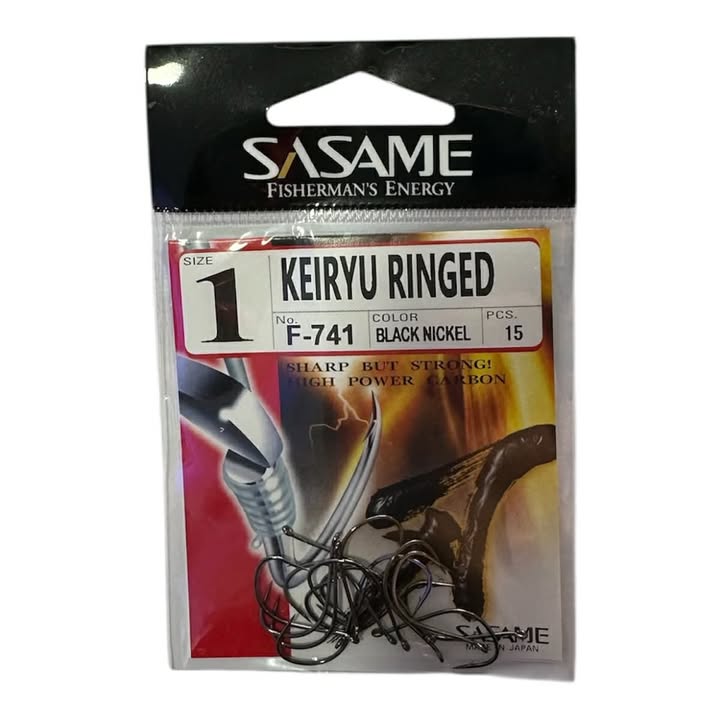 SASAME
FISHERMAN'S ENERGY
SIZE
1
KEIRYU RINGED
No. F-741
COLOR BLACK NICKEL
PCS. 15
SHARP BUT STRONG!
HIGH POWER CARBON
SASAME
MADE IN JAPAN